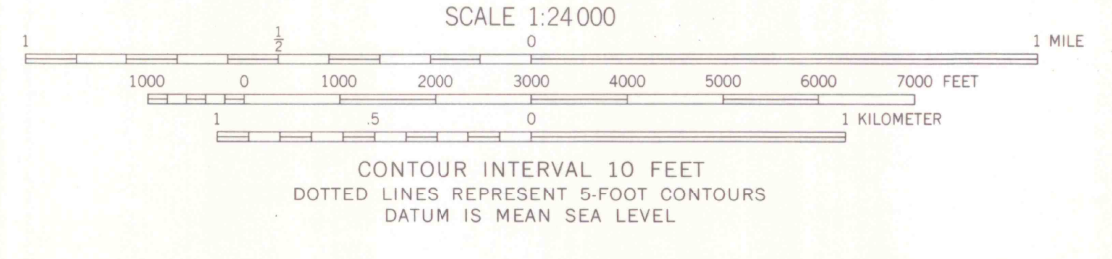 SCALE 1:24 000
1 ½ 0 1 MILE
1000 0 1000 2000 3000 4000 5000 6000 7000 FEET
1 .5 0 1 KILOMETER
CONTOUR INTERVAL 10 FEET
DOTTED LINES REPRESENT 5-FOOT CONTOURS
DATUM IS MEAN SEA LEVEL